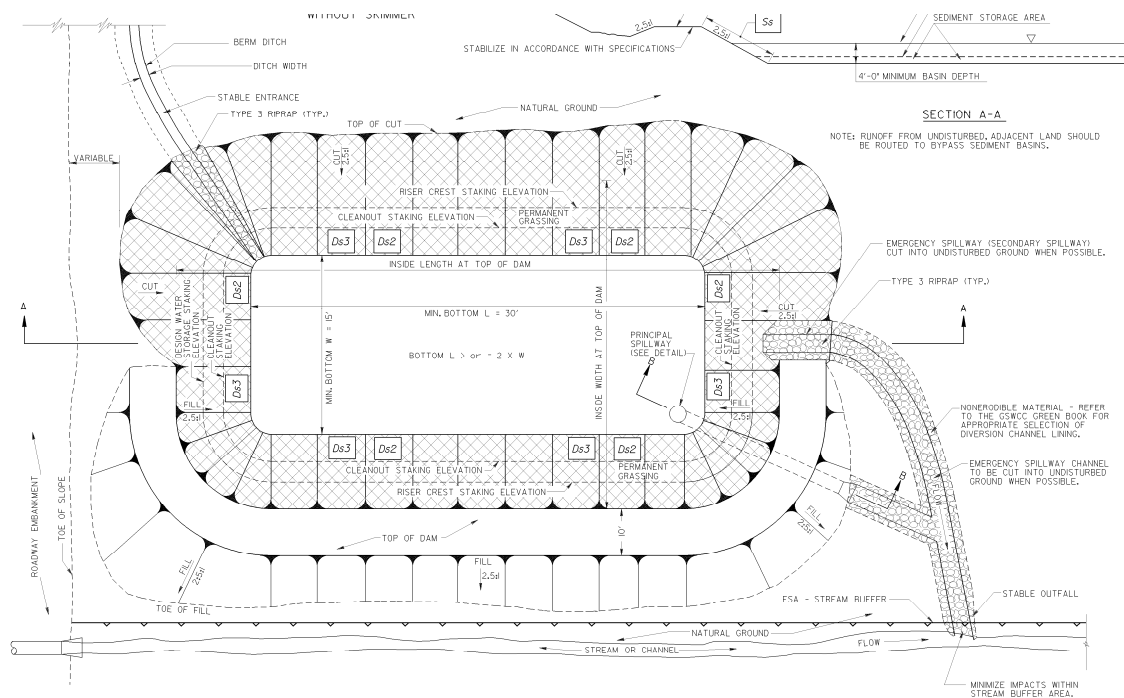 WITHOUT SKIMMER
2.5:1
STABILIZE IN ACCORDANCE WITH SPECIFICATIONS
2.5:1
Ss
SEDIMENT STORAGE AREA
4'-0" MINIMUM BASIN DEPTH
SECTION A-A
NOTE: RUNOFF FROM UNDISTURBED, ADJACENT LAND SHOULD
BE ROUTED TO BYPASS SEDIMENT BASINS.
BERM DITCH
DITCH WIDTH
STABLE ENTRANCE
TYPE 3 RIPRAP (TYP.)
NATURAL GROUND
TOP OF CUT
VARIABLE
CUT
2.5:1
CUT
2.5:1
RISER CREST STAKING ELEVATION
CLEANOUT STAKING ELEVATION
PERMANENT
GRASSING
Ds3
Ds2
Ds3
Ds2
INSIDE LENGTH AT TOP OF DAM
EMERGENCY SPILLWAY (SECONDARY SPILLWAY)
CUT INTO UNDISTURBED GROUND WHEN POSSIBLE.
TYPE 3 RIPRAP (TYP.)
CUT
Ds2
Ds2
CUT
2.5:1
A
A
DESIGN WATER
STORAGE STAKING
ELEVATION
CLEANOUT
STAKING
ELEVATION
MIN. BOTTOM L = 30'
MIN. BOTTOM W = 15'
BOTTOM L > or = 2 X W
INSIDE WIDTH AT TOP OF DAM
PRINCIPAL
SPILLWAY
(SEE DETAIL)
B
CLEANOUT
STAKING
ELEVATION
Ds3
Ds3
FILL
2.5:1
FILL
2.5:1
NONERODIBLE MATERIAL - REFER
TO THE GSWCC GREEN BOOK FOR
APPROPRIATE SELECTION OF
DIVERSION CHANNEL LINING.
Ds3
Ds2
Ds3
Ds2
CLEANOUT STAKING ELEVATION
PERMANENT
GRASSING
RISER CREST STAKING ELEVATION
EMERGENCY SPILLWAY CHANNEL
TO BE CUT INTO UNDISTURBED
GROUND WHEN POSSIBLE.
B
FLOW
ROADWAY EMBANKMENT
TOE OF SLOPE
TOP OF DAM
10'
FILL
2.5:1
FILL
2.5:1
FILL
2.5:1
TOE OF FILL
ESA - STREAM BUFFER
STABLE OUTFALL
NATURAL GROUND
STREAM OR CHANNEL
FLOW
MINIMIZE IMPACTS WITHIN
STREAM BUFFER AREA.